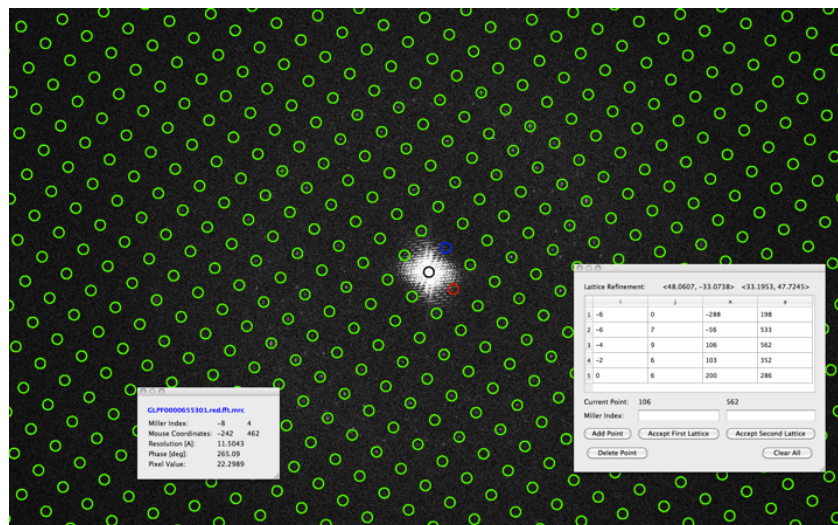 Lattice Refinement: <48.0607, -33.0738> <33.1953, 47.7245>
i j x y
1 -6 0 -288 198
2 -6 7 -56 533
3 -4 9 106 562
4 -2 6 103 352
5 0 6 200 286
Current Point: 106 562
Miller Index:
Add Point Accept First Lattice Accept Second Lattice
Delete Point Clear All
GLPF0000655301.red.fft.mrc
Miller Index: -8 4
Mouse Coordinates: -242 462
Resolution [A]: 11.5043
Phase [deg]: 265.09
Pixel Value: 22.2989